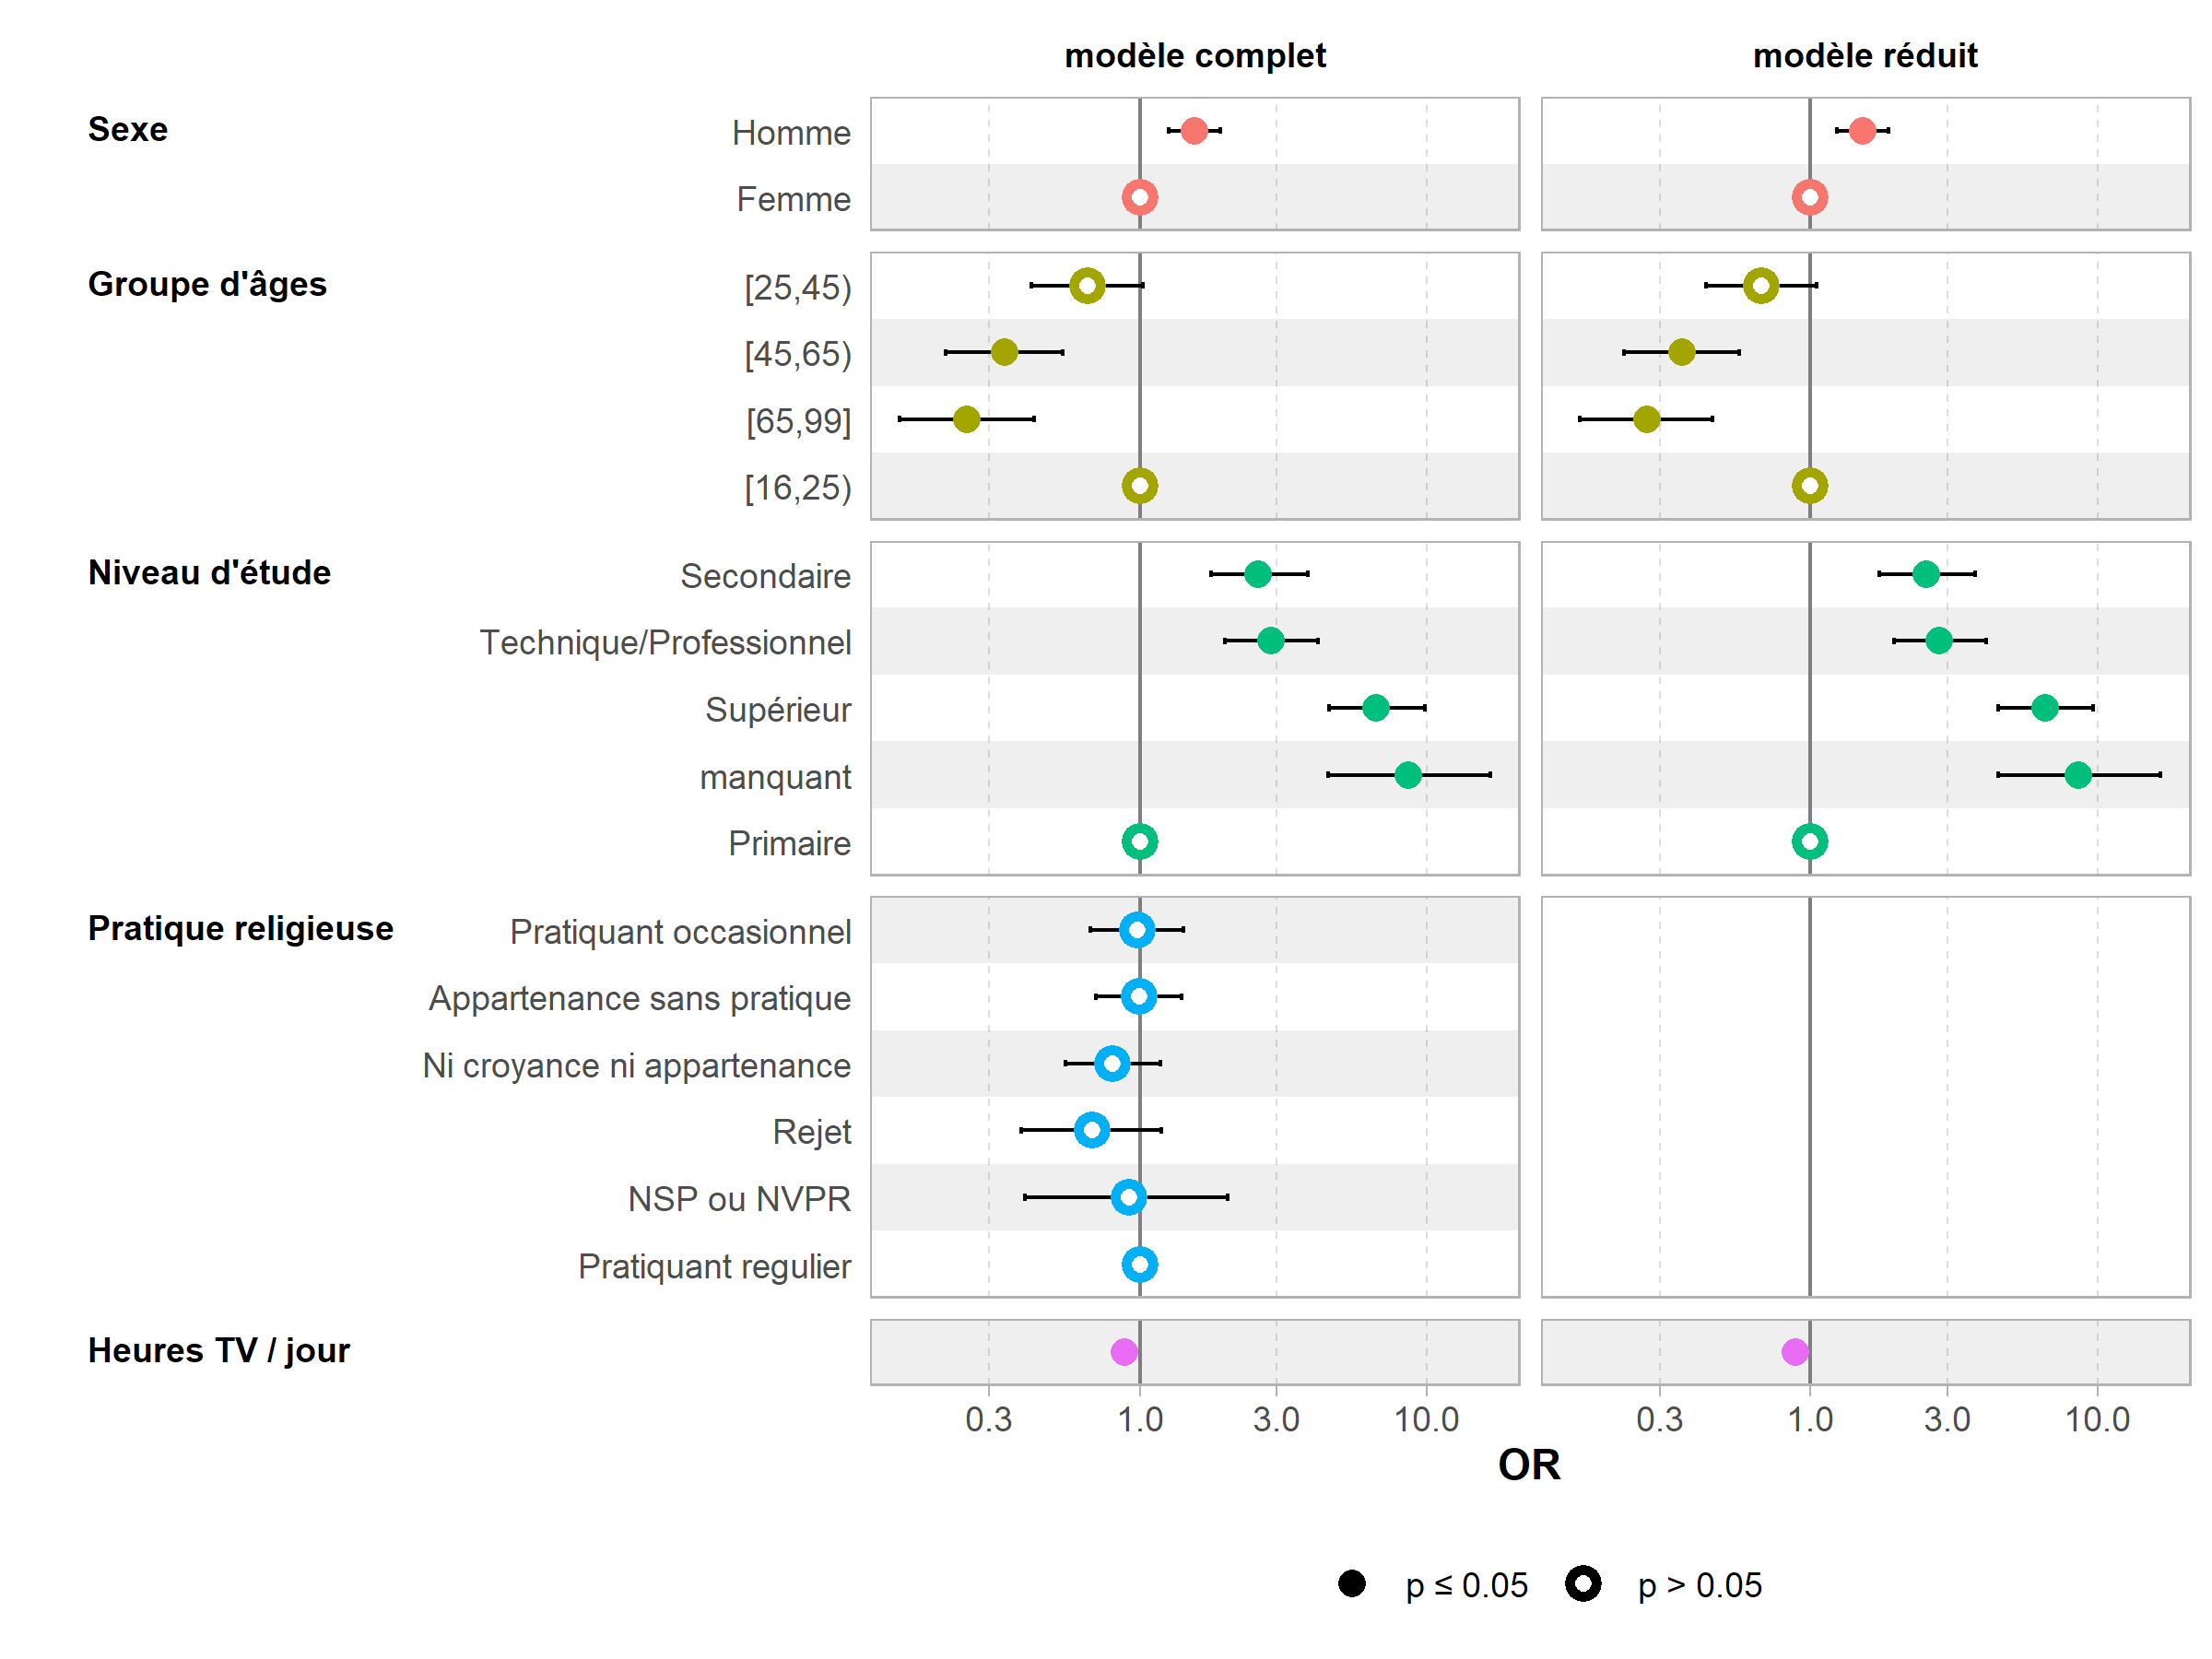 modèle complet modèle réduit
Sexe Homme
Femme
Groupe d'âges [25,45)
[45,65)
[65,99]
[16,25)
Niveau d'étude Secondaire
Technique/Professionnel
Supérieur
manquant
Primaire
Pratique religieuse Pratiquant occasionnel
Appartenance sans pratique
Ni croyance ni appartenance
Rejet
NSP ou NVPR
Pratiquant regulier
Heures TV / jour
0.3 1.0 3.0 10.0 0.3 1.0 3.0 10.0
OR
p ≤ 0.05 p > 0.05